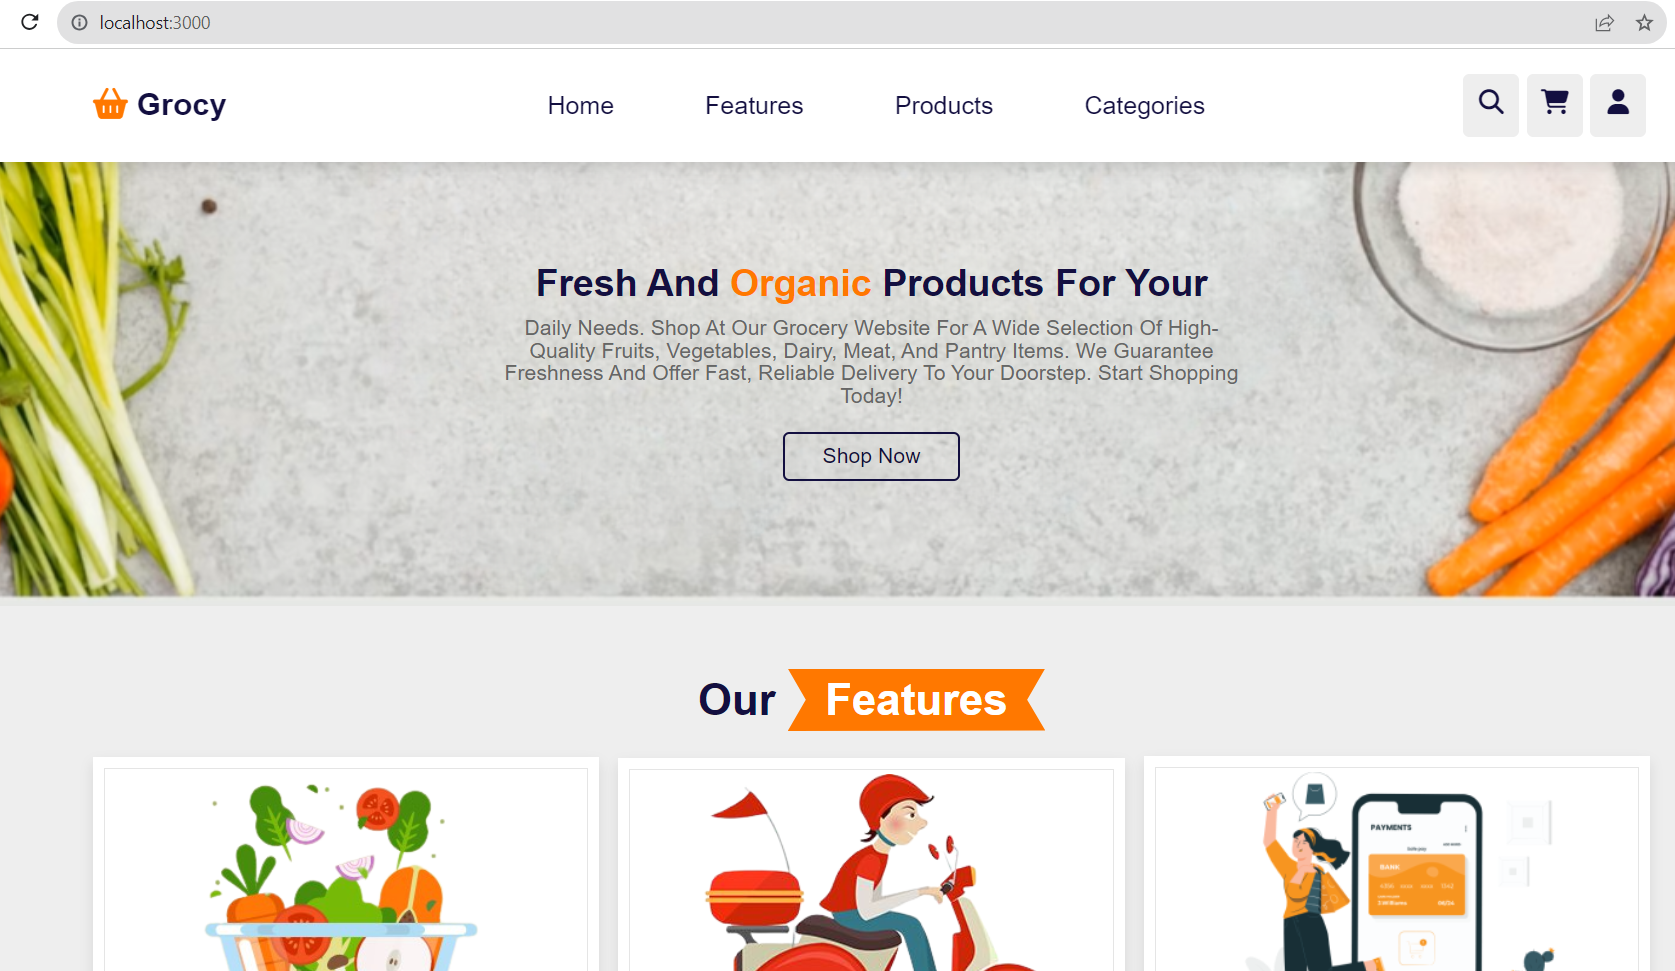 localhost:3000
Grocy
Home Features Products Categories
Fresh And Organic Products For Your
Daily Needs. Shop At Our Grocery Website For A Wide Selection Of High-
Quality Fruits, Vegetables, Dairy, Meat, And Pantry Items. We Guarantee
Freshness And Offer Fast, Reliable Delivery To Your Doorstep. Start Shopping
Today!
Shop Now
Our Features
PAYMENTS
BANK